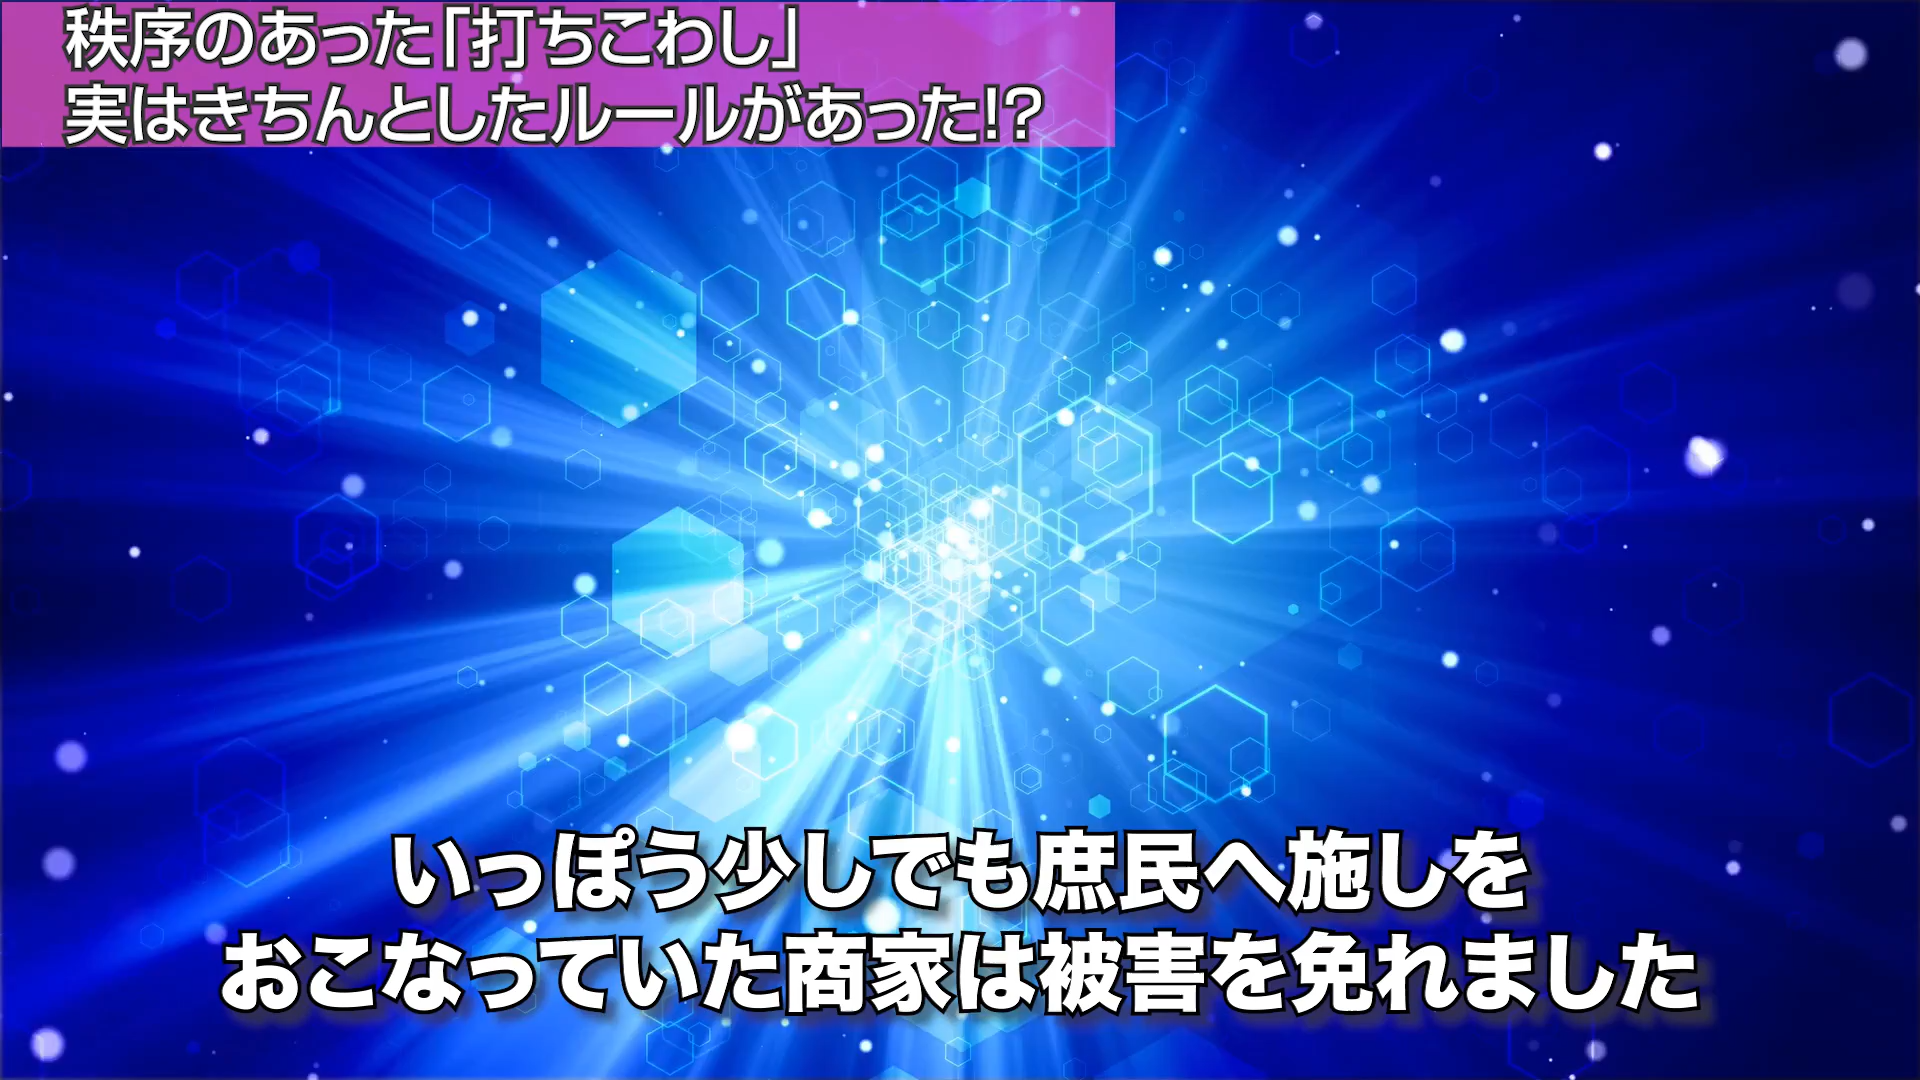 秩序のあった「打ちこわし」
実はきちんとしたルールがあった!?
いっぽう少しでも庶民へ施しを
おこなっていた商家は被害を免れました